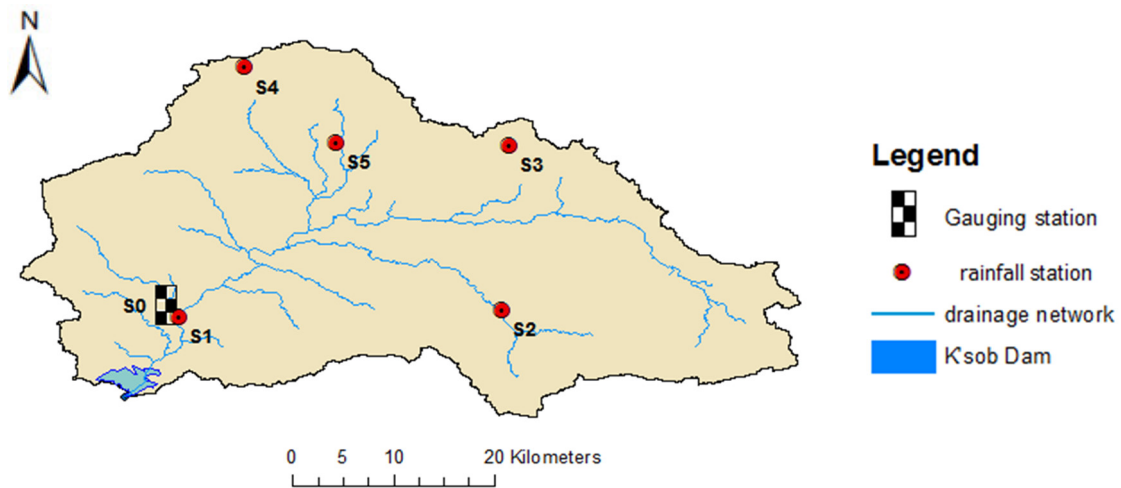 N
S4
S5
S3
Legend
Gauging station
rainfall station
S0
S1
S2
drainage network
K'sob Dam
0 5 10 20 Kilometers